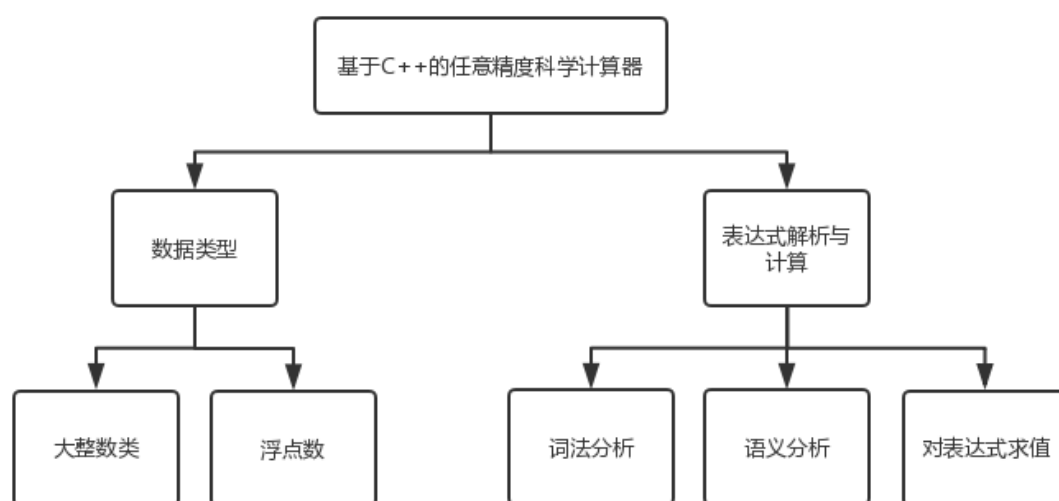 基于C++的任意精度科学计算器
数据类型
表达式解析与
计算
大整数类
浮点数
词法分析
语义分析
对表达式求值